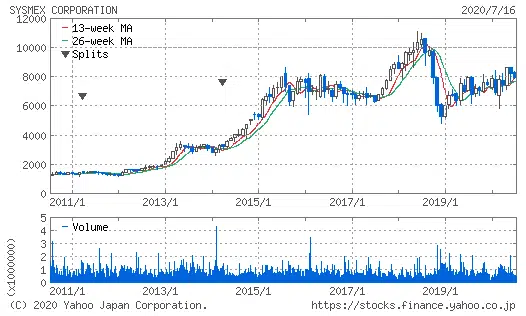 SYSMEX CORPORATION 2020/7/16
12000
13-week MA
26-week MA
Splits
10000
8000
6000
4000
2000
0
2011/1 2013/1 2015/1 2017/1 2019/1
5
Volume
4
3
2
1
0
(x1000000)
2011/1 2013/1 2015/1 2017/1 2019/1
(C) 2020 Yahoo Japan Corporation. https://stocks.finance.yahoo.co.jp